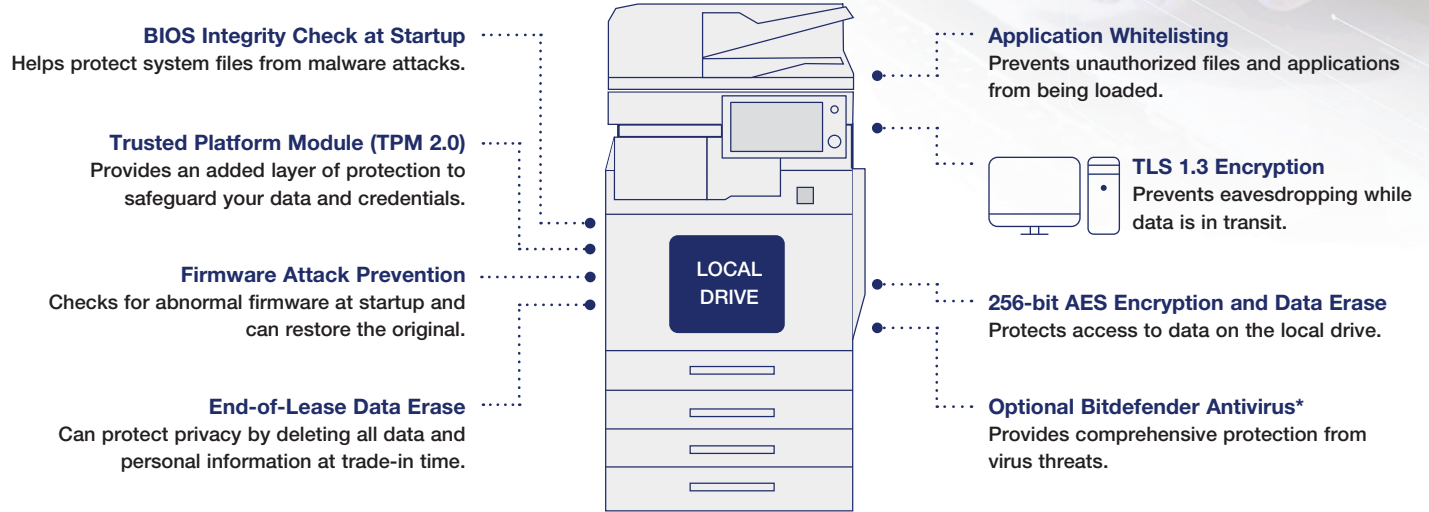 BIOS Integrity Check at Startup
Helps protect system files from malware attacks.
Trusted Platform Module (TPM 2.0)
Provides an added layer of protection to
safeguard your data and credentials.
Firmware Attack Prevention
Checks for abnormal firmware at startup and
can restore the original.
End-of-Lease Data Erase
Can protect privacy by deleting all data and
personal information at trade-in time.
LOCAL
DRIVE
Application Whitelisting
Prevents unauthorized files and applications
from being loaded.
TLS 1.3 Encryption
Prevents eavesdropping while
data is in transit.
256-bit AES Encryption and Data Erase
Protects access to data on the local drive.
Optional Bitdefender Antivirus*
Provides comprehensive protection from
virus threats.